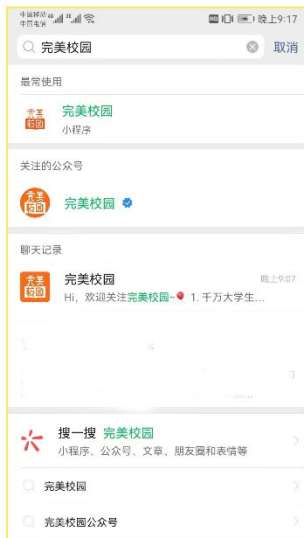 中国移动 晚上9:17
中国电信
完美校园 取消
最常使用
完美校园
完美校园
小程序
关注的公众号
完美校园
完美校园
聊天记录
完美校园
完美校园 晚上9:07
Hi，欢迎关注完美校园~🎈 1. 千万大学生...
搜一搜 完美校园
小程序、公众号、文章、朋友圈和表情等
完美校园
完美校园公众号